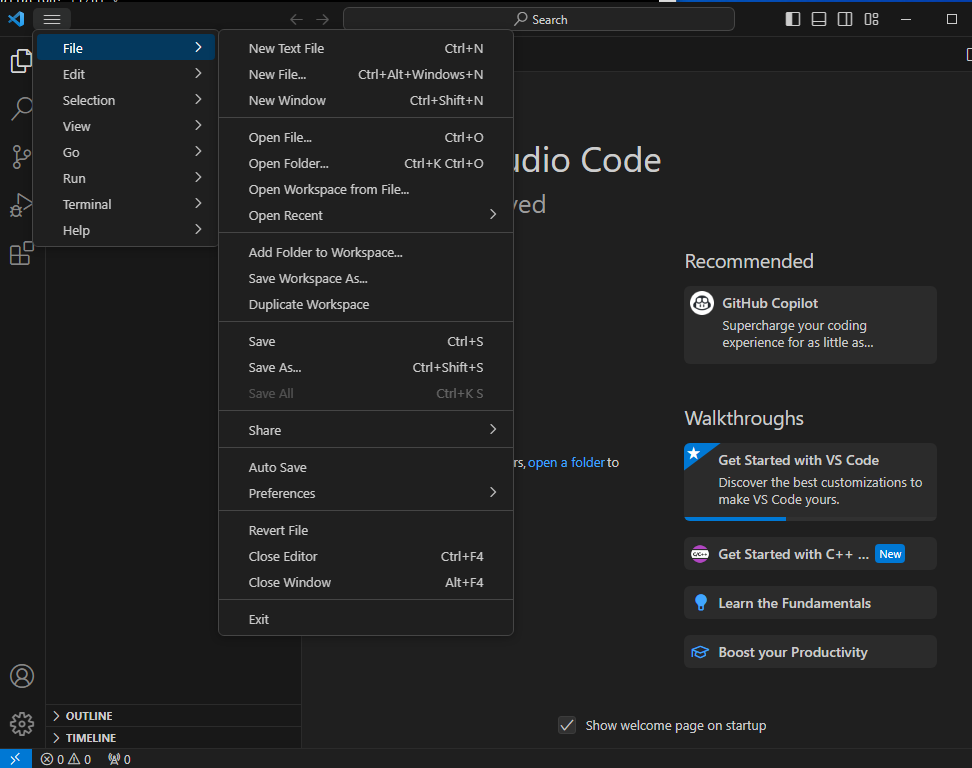 Search
File
Edit
Selection
View
Go
Run
Terminal
Help
New Text File Ctrl+N
New File... Ctrl+Alt+Windows+N
New Window Ctrl+Shift+N
Open File... Ctrl+O
Open Folder... Ctrl+K Ctrl+O
Open Workspace from File...
Open Recent
Add Folder to Workspace...
Save Workspace As...
Duplicate Workspace
Save Ctrl+S
Save As... Ctrl+Shift+S
Save All Ctrl+K S
Share
Auto Save
Preferences
Revert File
Close Editor Ctrl+F4
Close Window Alt+F4
Exit
udio Code
ved
rs, open a folder to
Recommended
GitHub Copilot
Supercharge your coding
experience for as little as...
Walkthroughs
Get Started with VS Code
Discover the best customizations to
make VS Code yours.
C/C++
Get Started with C++ ... New
Learn the Fundamentals
Boost your Productivity
Show welcome page on startup
OUTLINE
TIMELINE
0 0 0